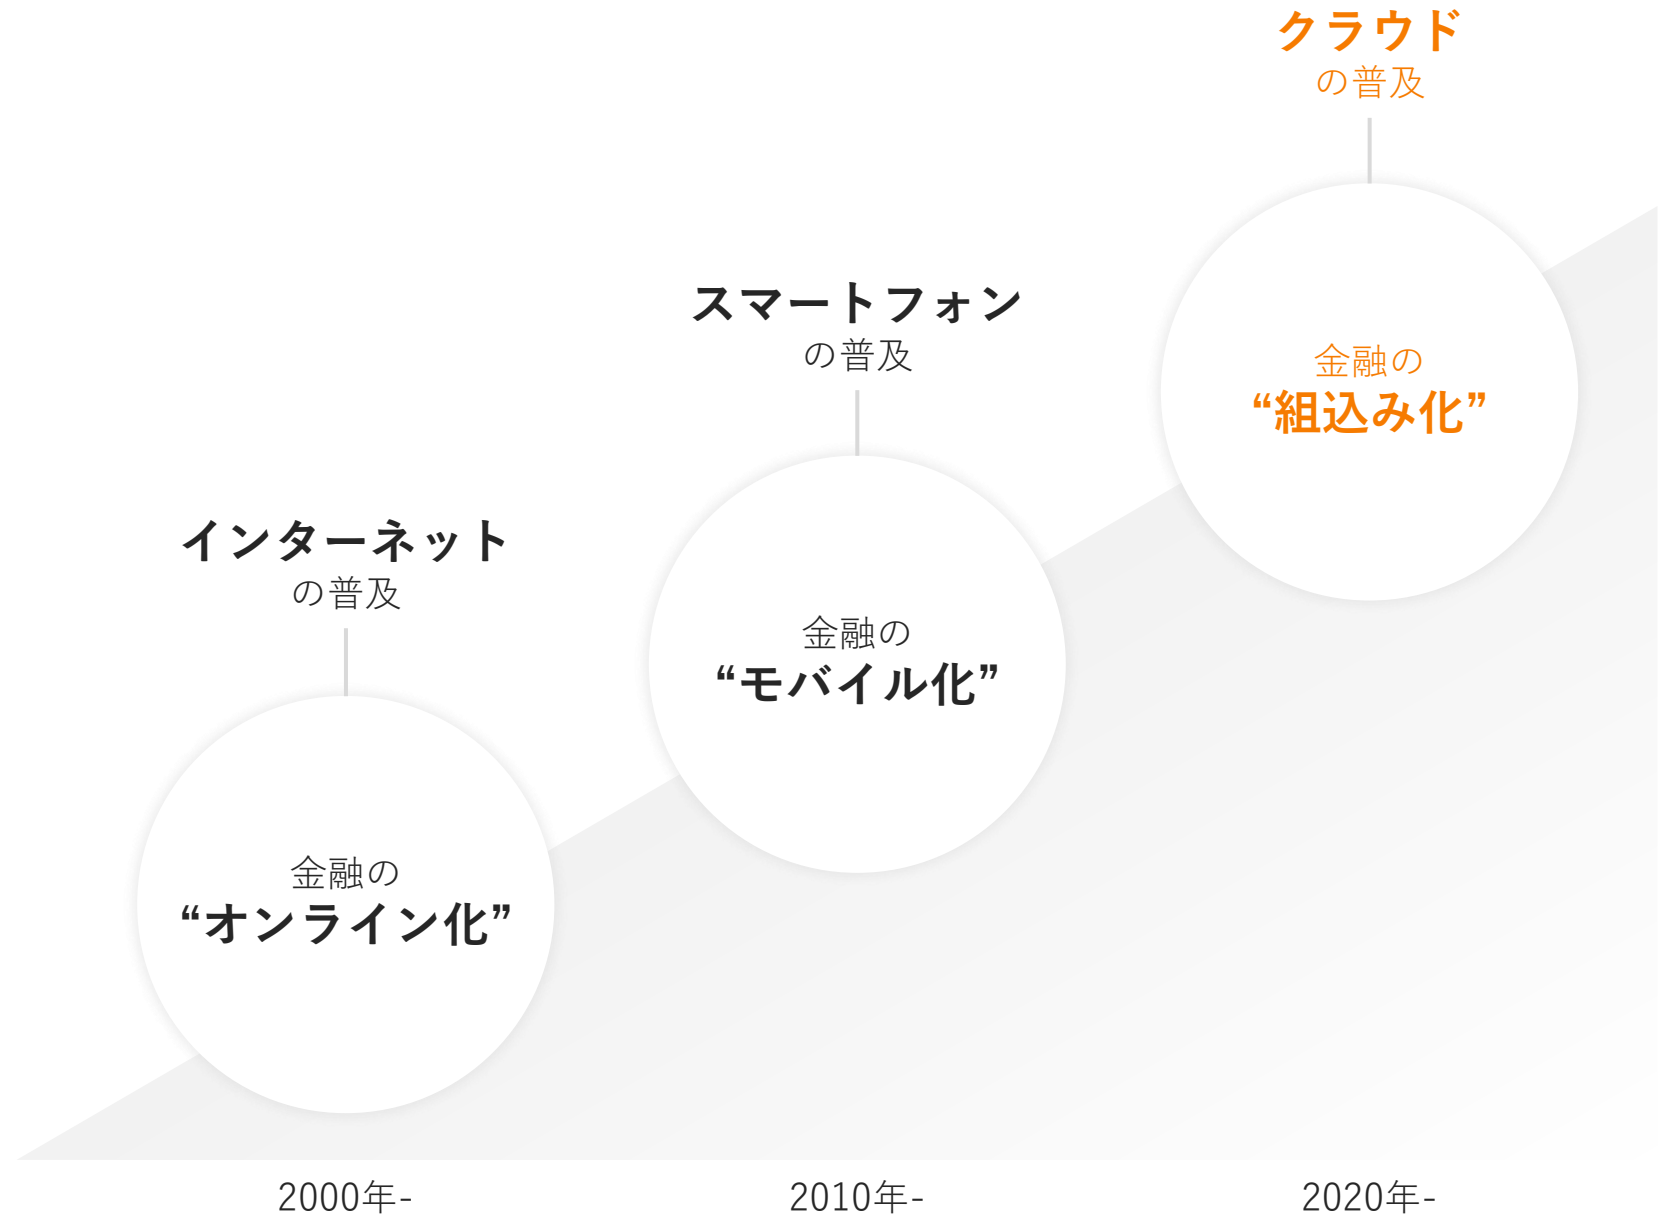 クラウド
の普及
金融の
“組込み化”
スマートフォン
の普及
金融の
“モバイル化”
インターネット
の普及
金融の
“オンライン化”
2000年-
2010年-
2020年-